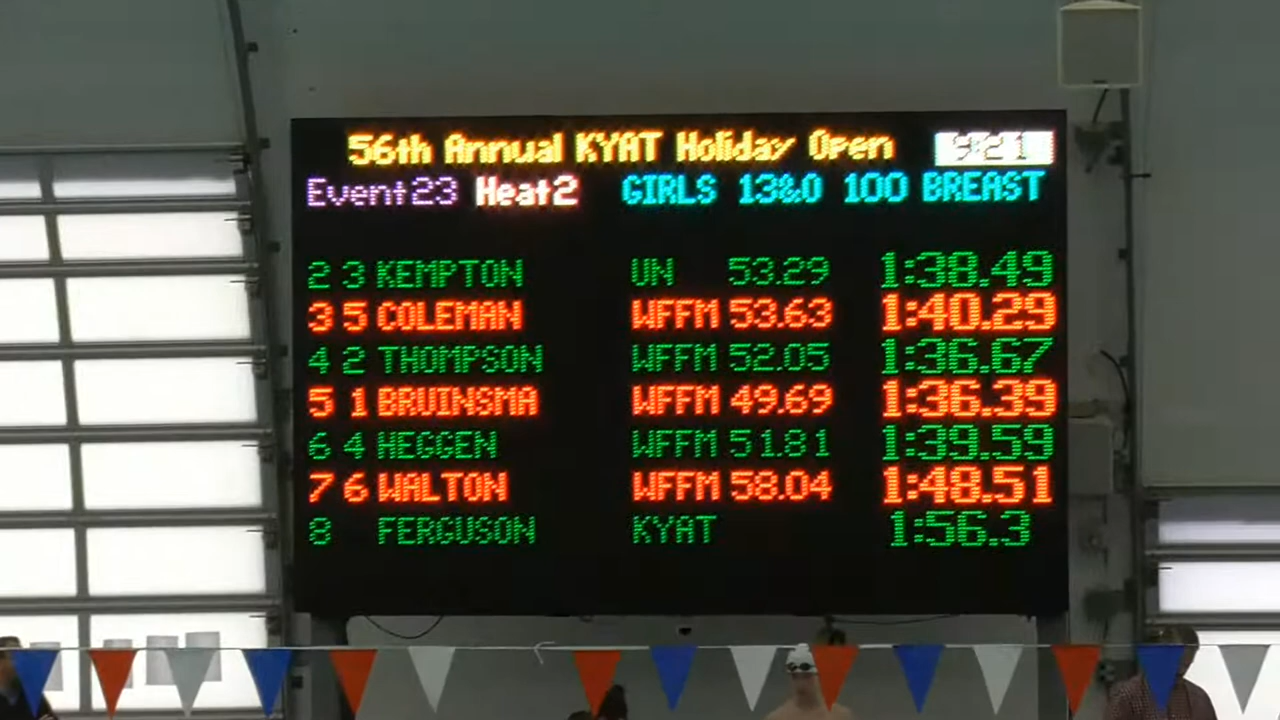 56th Annual KYAT Holiday Open 9:21
Event23 Heat2 GIRLS 13&O 100 BREAST
2 3 KEMPTON UN 53.29 1:38.49
3 5 COLEMAN WFFM 53.63 1:40.29
4 2 THOMPSON WFFM 52.05 1:36.67
5 1 BRUINSMA WFFM 49.69 1:36.39
6 4 HEGGEN WFFM 51.81 1:39.59
7 6 WALTON WFFM 58.04 1:48.51
8 FERGUSON KYAT 1:56.3